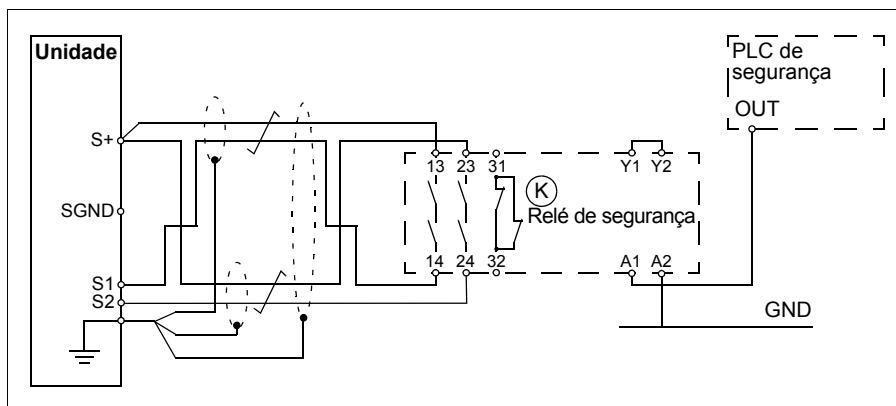 Unidade
PLC de
segurança
OUT
S+
13 23 31
Y1 Y2
K
SGND
Relé de segurança
14 24 32
A1 A2
S1
S2
GND